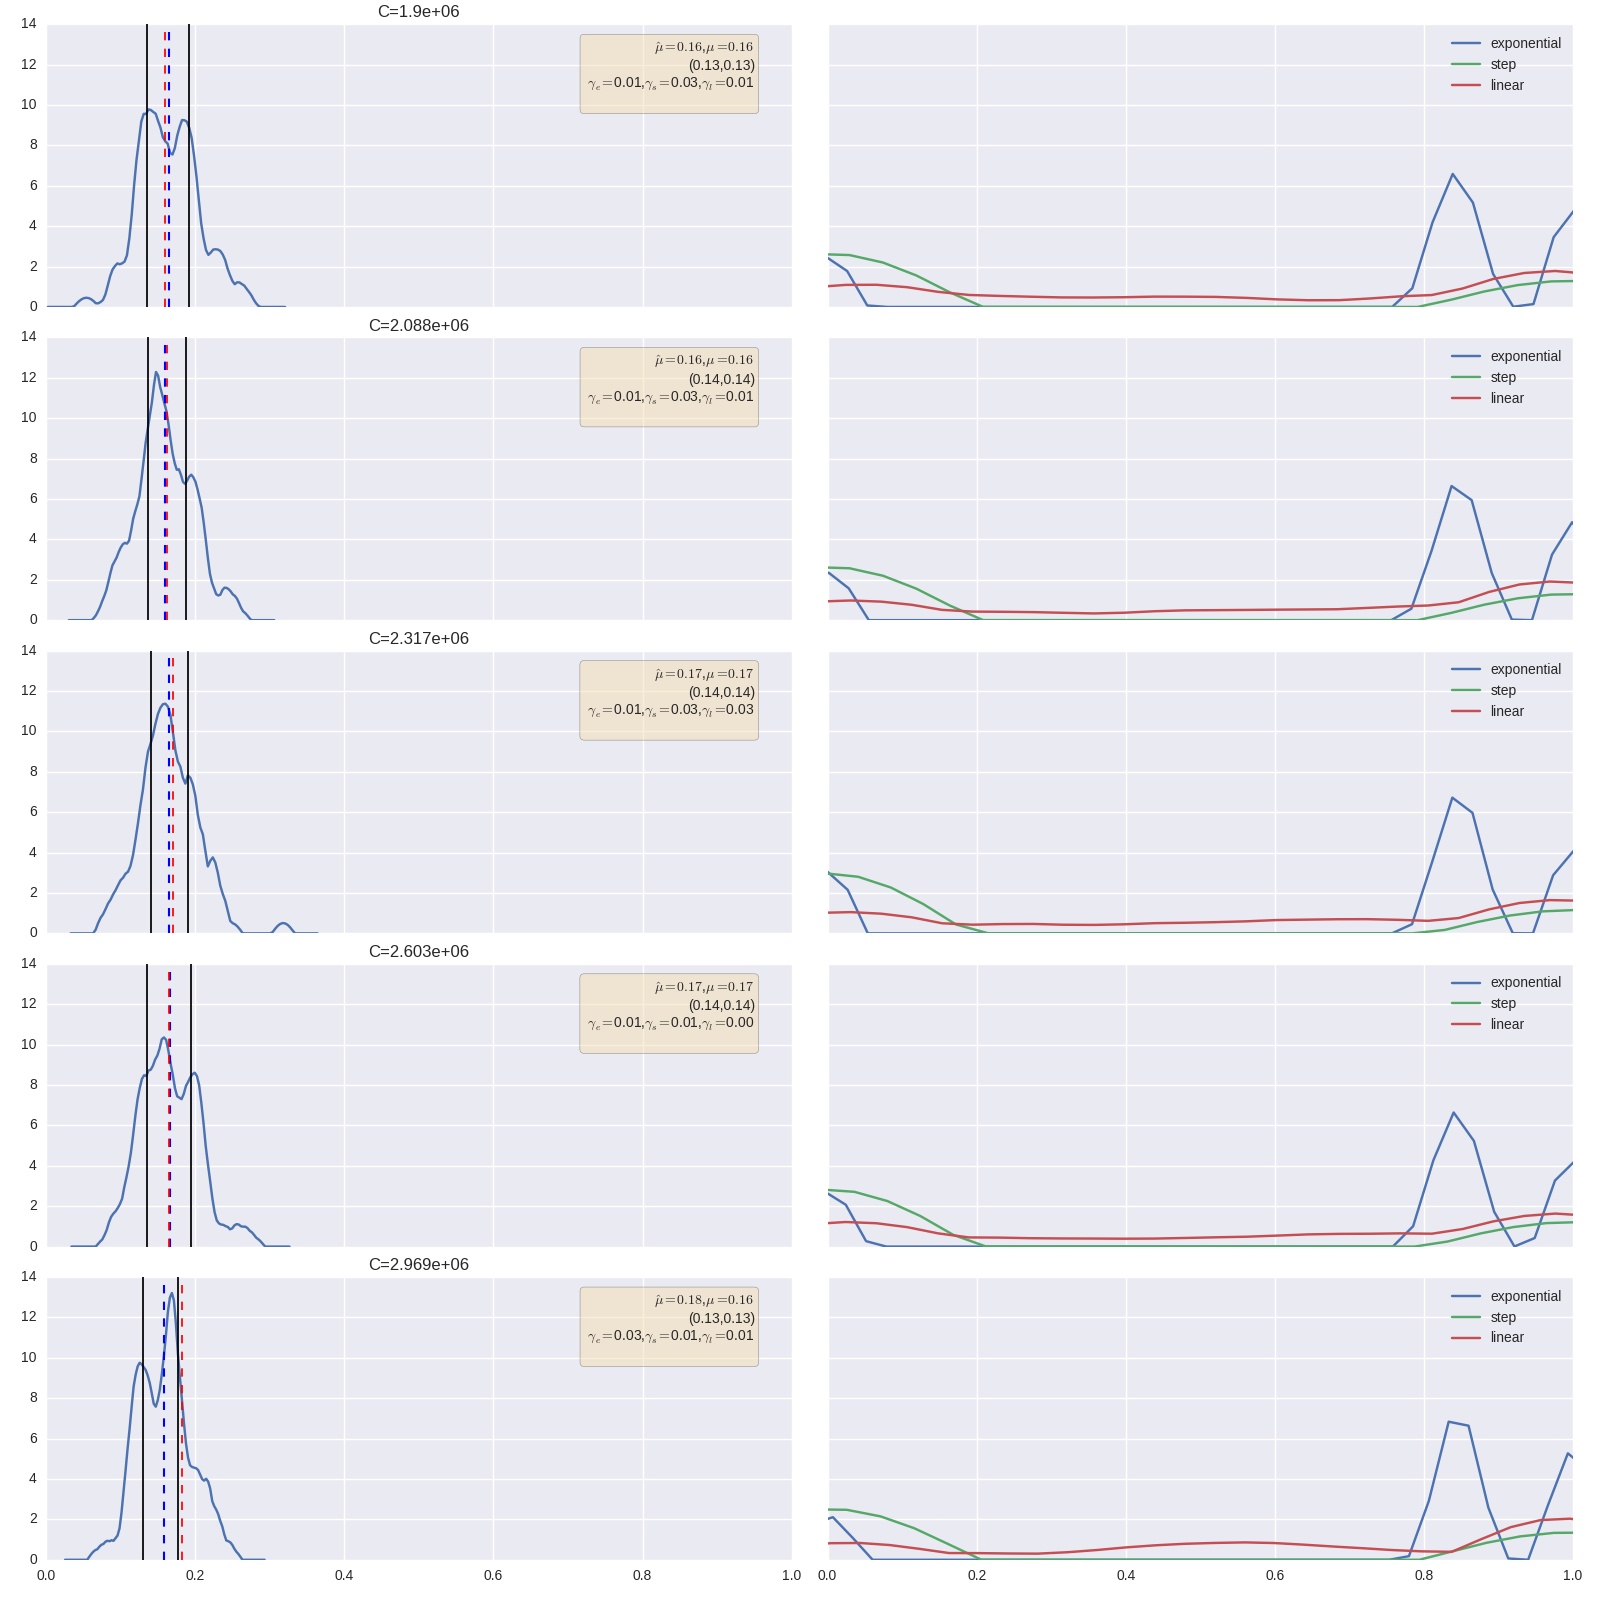 C=1.9e+06
14
12
10
8
6
4
2
0
μ̂=0.16,μ=0.16
(0.13,0.13)
γe=0.01,γs=0.03,γl=0.01
exponential
step
linear
C=2.088e+06
14
12
10
8
6
4
2
0
μ̂=0.16,μ=0.16
(0.14,0.14)
γe=0.01,γs=0.03,γl=0.01
exponential
step
linear
C=2.317e+06
14
12
10
8
6
4
2
0
μ̂=0.17,μ=0.17
(0.14,0.14)
γe=0.01,γs=0.03,γl=0.03
exponential
step
linear
C=2.603e+06
14
12
10
8
6
4
2
0
μ̂=0.17,μ=0.17
(0.14,0.14)
γe=0.01,γs=0.01,γl=0.00
exponential
step
linear
C=2.969e+06
14
12
10
8
6
4
2
0
μ̂=0.18,μ=0.16
(0.13,0.13)
γe=0.03,γs=0.01,γl=0.01
exponential
step
linear
0.0 0.2 0.4 0.6 0.8 1.0
0.0 0.2 0.4 0.6 0.8 1.0